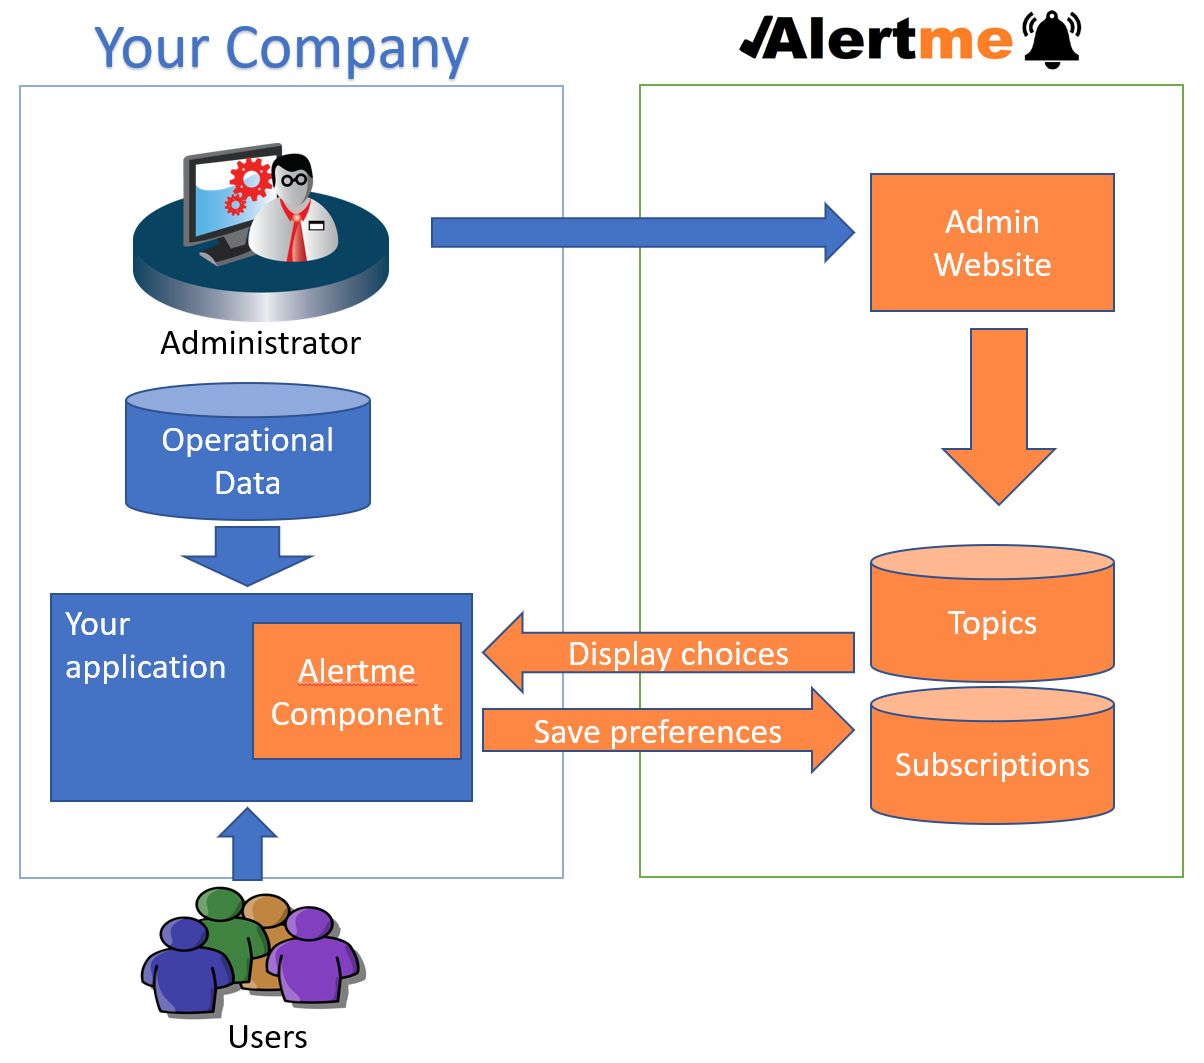 Your Company
Alertme
Administrator
Admin
Website
Operational
Data
Your
application
Alertme
Component
Display choices
Save preferences
Topics
Subscriptions
Users